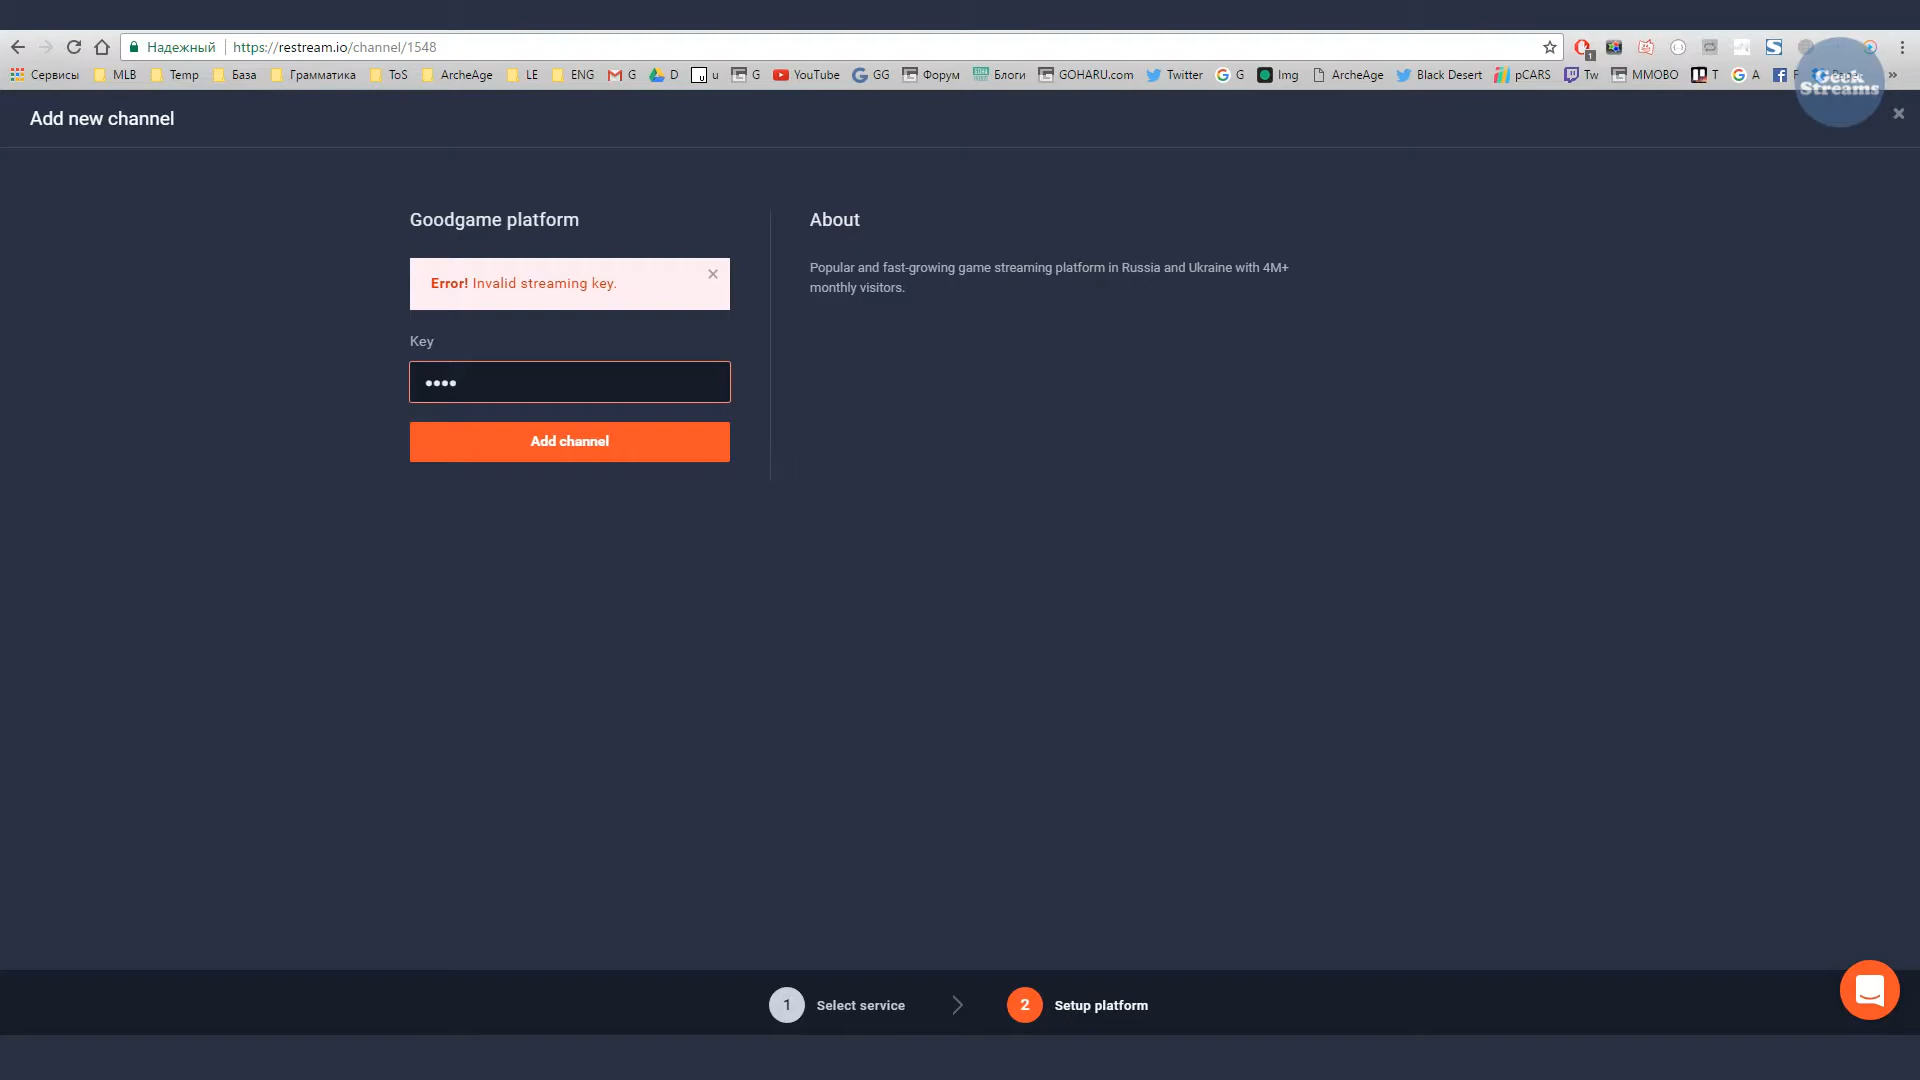 Надежный https://restream.io/channel/1548
Сервисы MLB Temp База Грамматика ToS ArcheAge LE ENG G D u G YouTube GG Форум Блоги GOHARU.com Twitter G Img ArcheAge Black Desert pCARS Tw MMOBO T A
Geek
Streams
Add new channel
Goodgame platform
Error! Invalid streaming key.
Key
Add channel
About
Popular and fast-growing game streaming platform in Russia and Ukraine with 4M+
monthly visitors.
1 Select service 2 Setup platform